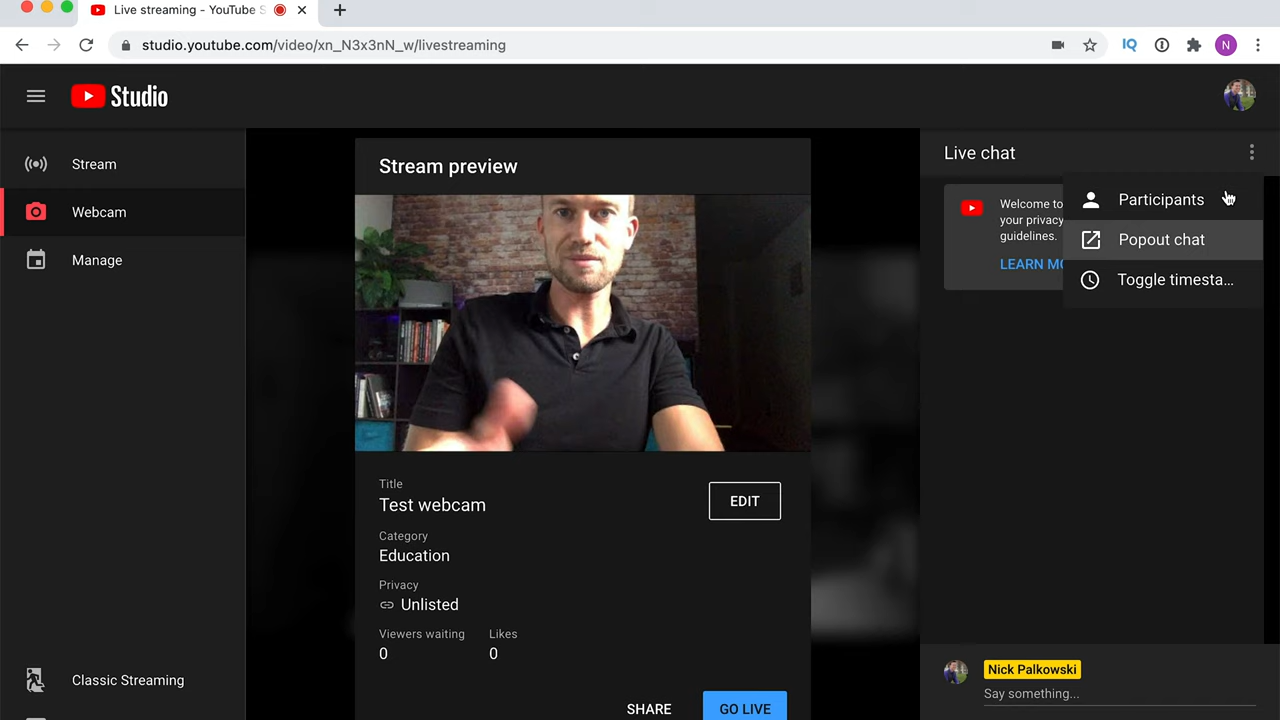 Live streaming - YouTube S
studio.youtube.com/video/xn_N3x3nN_w/livestreaming
IQ
N
Studio
Stream
Webcam
Manage
Classic Streaming
Stream preview
Title
Test webcam
EDIT
Category
Education
Privacy
Unlisted
Viewers waiting
Likes
0
0
SHARE
GO LIVE
Live chat
Welcome to
your privacy
guidelines.
LEARN MO
Participants
Popout chat
Toggle timesta...
Nick Palkowski
Say something...